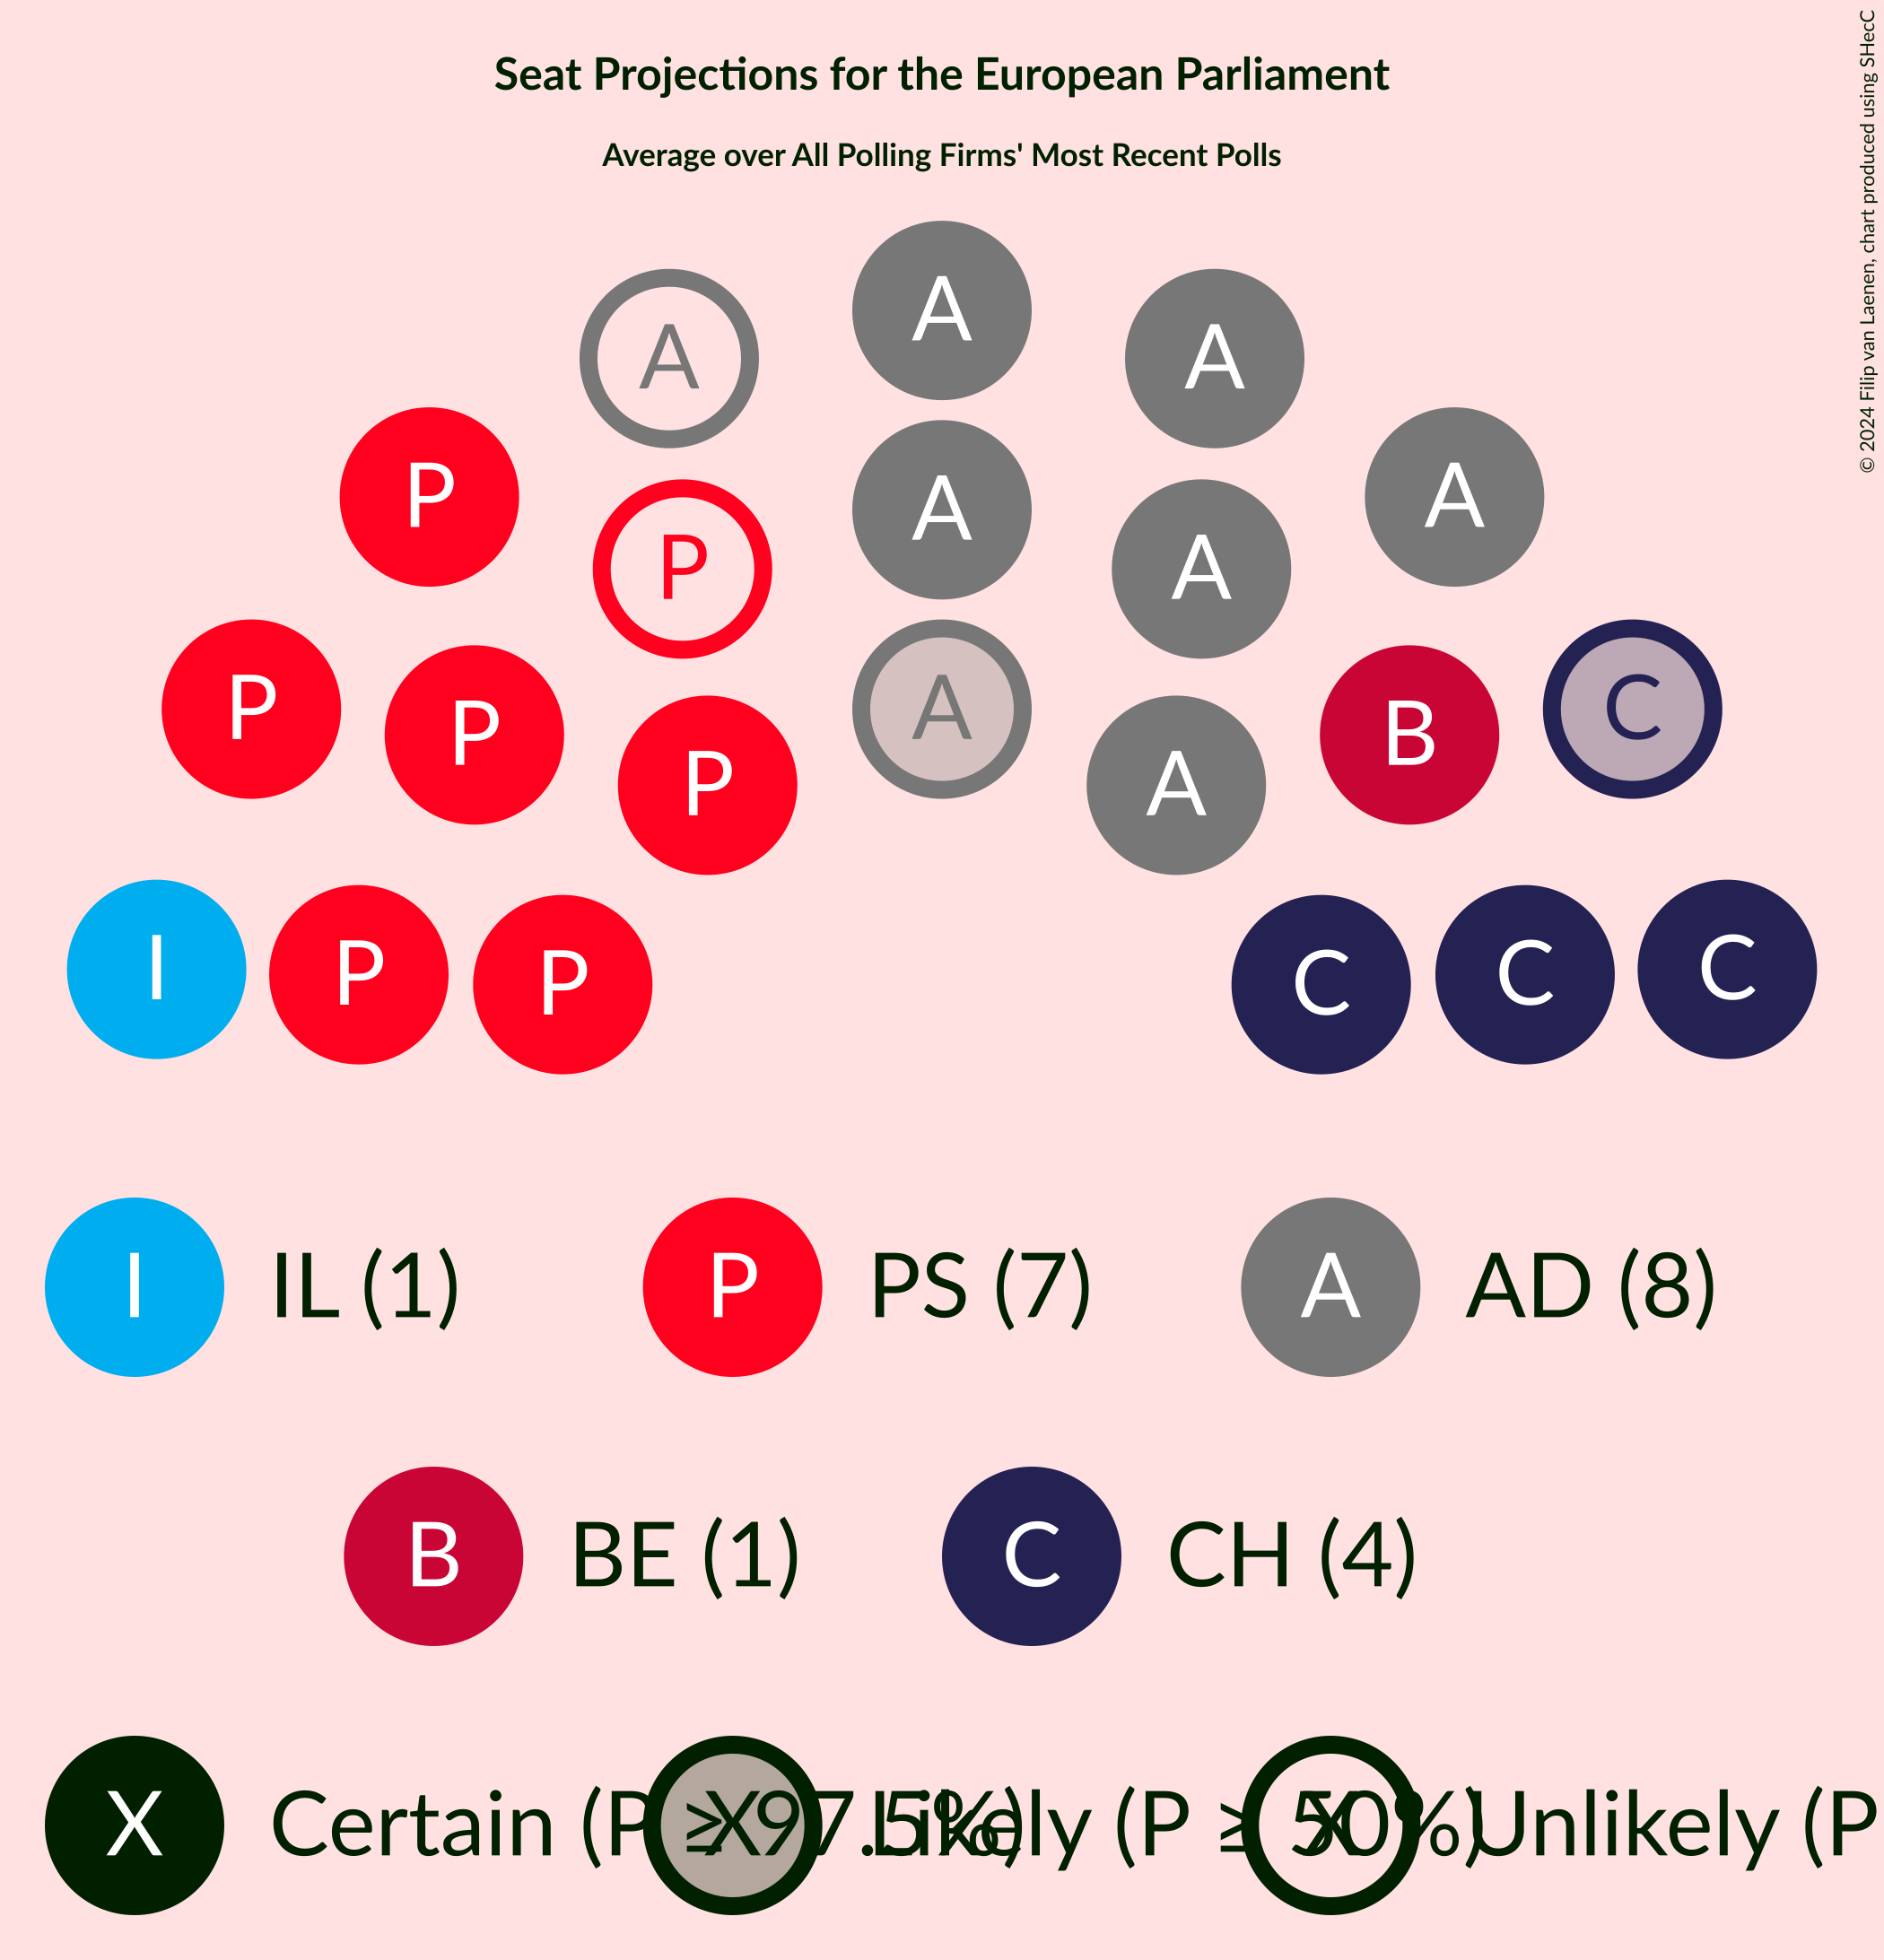 Seat Projections for the European Parliament
Average over All Polling Firms' Most Recent Polls
© 2024 Filip van Laenen, chart produced using SHecC
A
A A
P A
A
P A
A
P A C
P B
P A
I P P C C C
I IL (1) P PS (7) A AD (8)
B BE (1) C CH (4)
X Certain (P ≥ 97.5%) X Likely (P ≥ 50%) X Unlikely (P